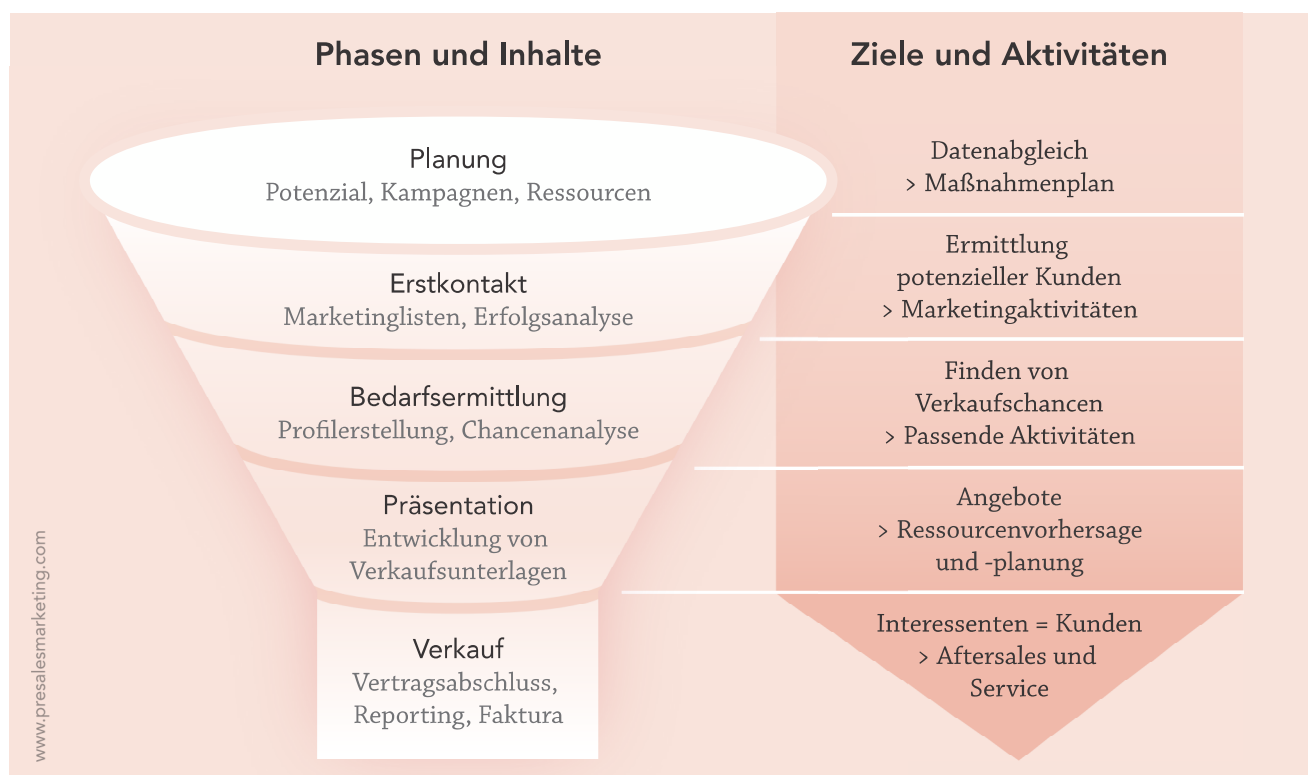 Phasen und Inhalte
Ziele und Aktivitäten
Planung
Potenzial, Kampagnen, Ressourcen
Datenabgleich
> Maßnahmenplan
Erstkontakt
Marketinglisten, Erfolgsanalyse
Ermittlung
potenzieller Kunden
> Marketingaktivitäten
Bedarfsermittlung
Profilerstellung, Chancenanalyse
Finden von
Verkaufschancen
> Passende Aktivitäten
Präsentation
Entwicklung von
Verkaufsunterlagen
Angebote
> Ressourcenvorhersage
und -planung
Verkauf
Vertragsabschluss,
Reporting, Faktura
Interessenten = Kunden
> Aftersales und
Service
www.presalesmarketing.com